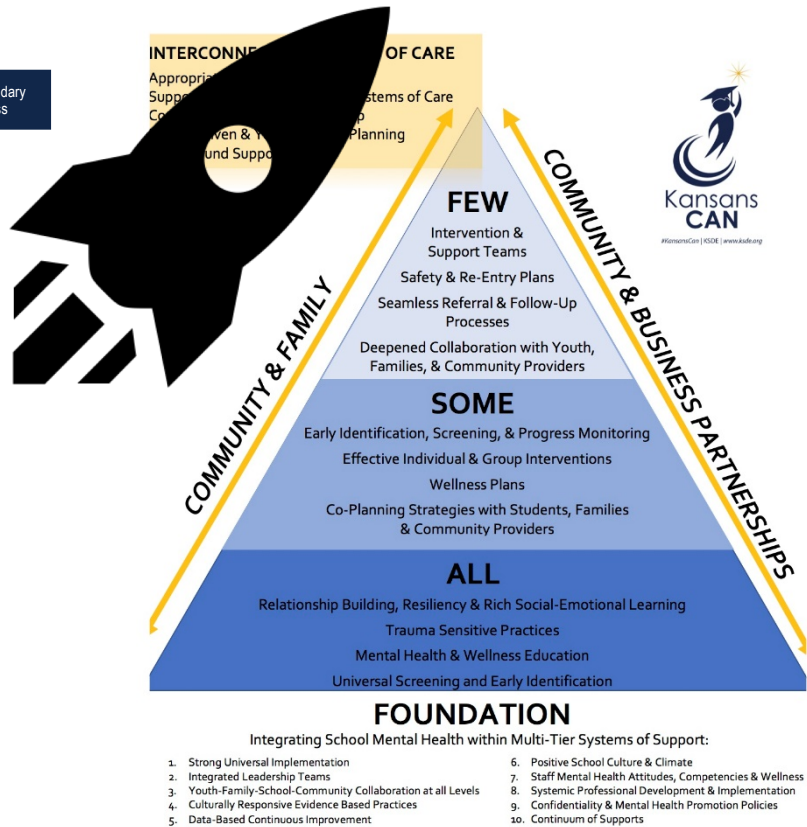 INTERCONNE OF CARE
Appropria
Suppo stems of Care
Co p
ven & Y Planning
und Suppo
dary
ss
Kansans
CAN
#KansansCan | KSDE | www.ksde.org
COMMUNITY & FAMILY
COMMUNITY & BUSINESS PARTNERSHIPS
FEW
Intervention &
Support Teams
Safety & Re-Entry Plans
Seamless Referral & Follow-Up
Processes
Deepened Collaboration with Youth,
Families, & Community Providers
SOME
Early Identification, Screening, & Progress Monitoring
Effective Individual & Group Interventions
Wellness Plans
Co-Planning Strategies with Students, Families
& Community Providers
ALL
Relationship Building, Resiliency & Rich Social-Emotional Learning
Trauma Sensitive Practices
Mental Health & Wellness Education
Universal Screening and Early Identification
FOUNDATION
Integrating School Mental Health within Multi-Tier Systems of Support:
1. Strong Universal Implementation
2. Integrated Leadership Teams
3. Youth-Family-School-Community Collaboration at all Levels
4. Culturally Responsive Evidence Based Practices
5. Data-Based Continuous Improvement
6. Positive School Culture & Climate
7. Staff Mental Health Attitudes, Competencies & Wellness
8. Systemic Professional Development & Implementation
9. Confidentiality & Mental Health Promotion Policies
10. Continuum of Supports